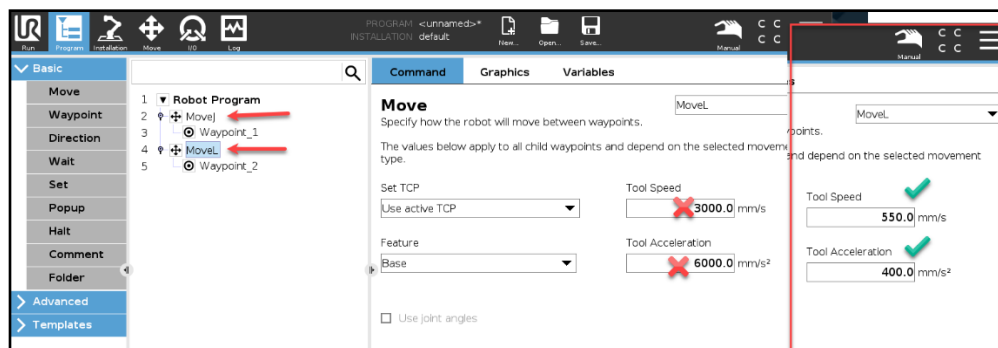 UR
PROGRAM <unnamed>*
INSTALLATION default
Run Program Installation Move I/O Log New... Open... Save... Manual C C C C
Manual C C C C
Basic
Move
Waypoint
Direction
Wait
Set
Popup
Halt
Comment
Folder
Advanced
Templates
1 Robot Program
2 MoveJ
3 Waypoint_1
4 MoveL
5 Waypoint_2
Command Graphics Variables
Move
MoveL
Specify how the robot will move between waypoints.
The values below apply to all child waypoints and depend on the selected
type.
Set TCP
Use active TCP
Tool Speed
3000.0 mm/s
Feature
Base
Tool Acceleration
6000.0 mm/s²
Use joint angles
s
MoveL
points.
and depend on the selected movement
Tool Speed
550.0 mm/s
Tool Acceleration
400.0 mm/s²